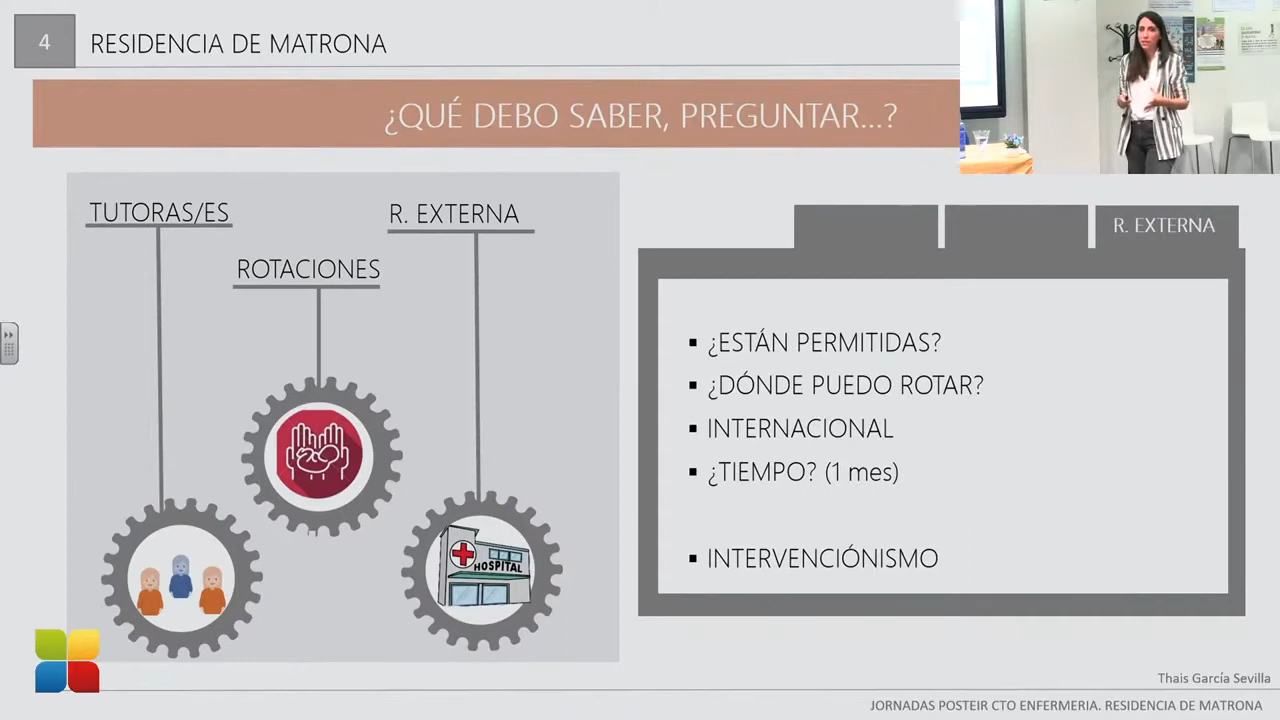 4
RESIDENCIA DE MATRONA
¿QUÉ DEBO SABER, PREGUNTAR...?
TUTORAS/ES
R. EXTERNA
ROTACIONES
HOSPITAL
R. EXTERNA
▪ ¿ESTÁN PERMITIDAS?
▪ ¿DÓNDE PUEDO ROTAR?
▪ INTERNACIONAL
▪ ¿TIEMPO? (1 mes)
▪ INTERVENCIÓNISMO
Thais García Sevilla
JORNADAS POSTEIR CTO ENFERMERIA. RESIDENCIA DE MATRONA